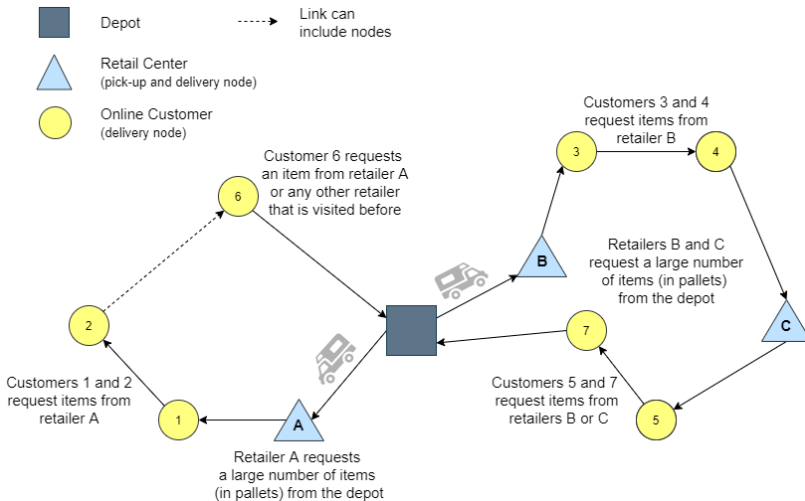 Depot
Link can
include nodes
Retail Center
(pick-up and delivery node)
Online Customer
(delivery node)
Customers 3 and 4
request items from
retailer B
3
4
Customer 6 requests
an item from retailer A
or any other retailer
that is visited before
6
B
Retailers B and C
request a large number
of items (in pallets)
from the depot
C
2
7
Customers 1 and 2
request items from
retailer A
1
A
Customers 5 and 7
request items from
retailers B or C
5
Retailer A requests
a large number of items
(in pallets) from the depot